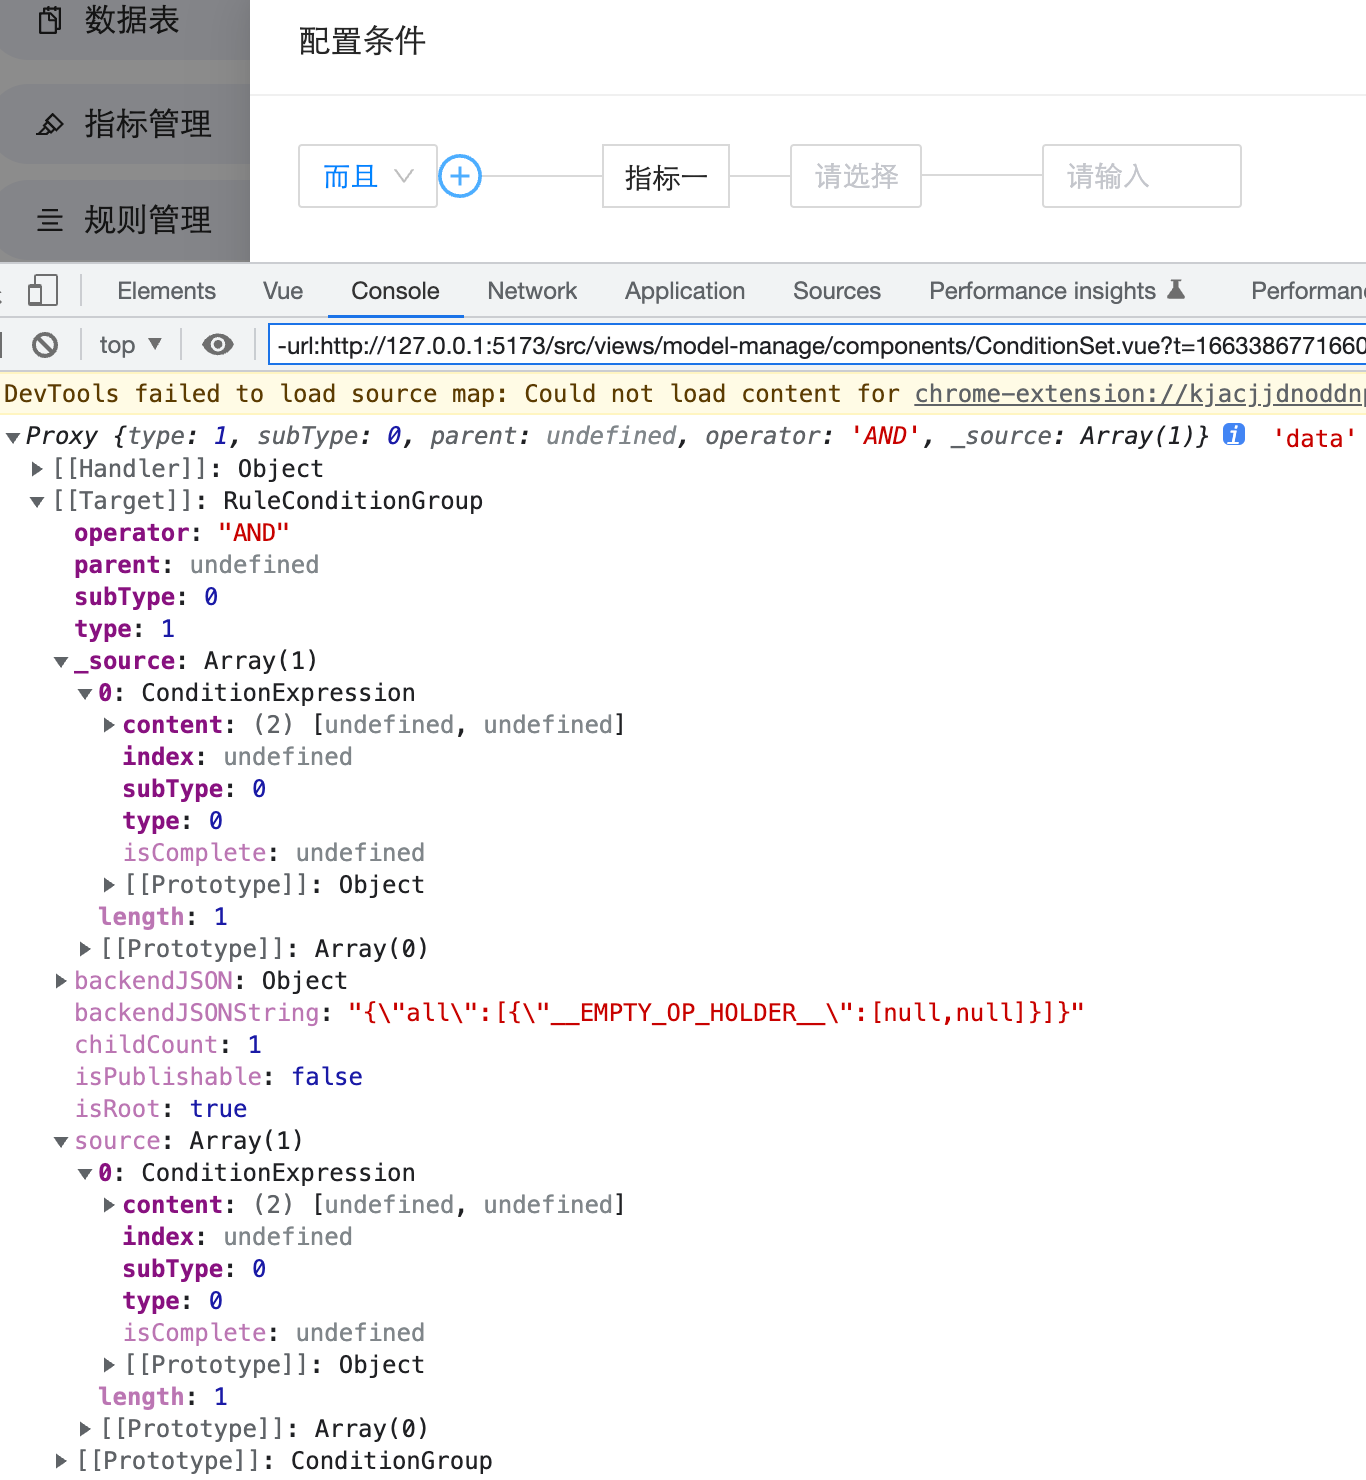 数据表
配置条件
指标管理
而且 指标一 请选择 请输入
规则管理
Elements Vue Console Network Application Sources Performance insights Performan
top ▼ -url:http://127.0.0.1:5173/src/views/model-manage/components/ConditionSet.vue?t=1663386771660
DevTools failed to load source map: Could not load content for chrome-extension://kjacjjdnoddnp
▼Proxy {type: 1, subType: 0, parent: undefined, operator: 'AND', _source: Array(1)} i 'data'
▶[[Handler]]: Object
▼[[Target]]: RuleConditionGroup
operator: "AND"
parent: undefined
subType: 0
type: 1
▼_source: Array(1)
▼0: ConditionExpression
▶content: (2) [undefined, undefined]
index: undefined
subType: 0
type: 0
isComplete: undefined
▶[[Prototype]]: Object
length: 1
▶[[Prototype]]: Array(0)
▶backendJSON: Object
backendJSONString: "{\"all\":[{\"__EMPTY_OP_HOLDER__\":[null,null]}]}"
childCount: 1
isPublishable: false
isRoot: true
▼source: Array(1)
▼0: ConditionExpression
▶content: (2) [undefined, undefined]
index: undefined
subType: 0
type: 0
isComplete: undefined
▶[[Prototype]]: Object
length: 1
▶[[Prototype]]: Array(0)
▶[[Prototype]]: ConditionGroup